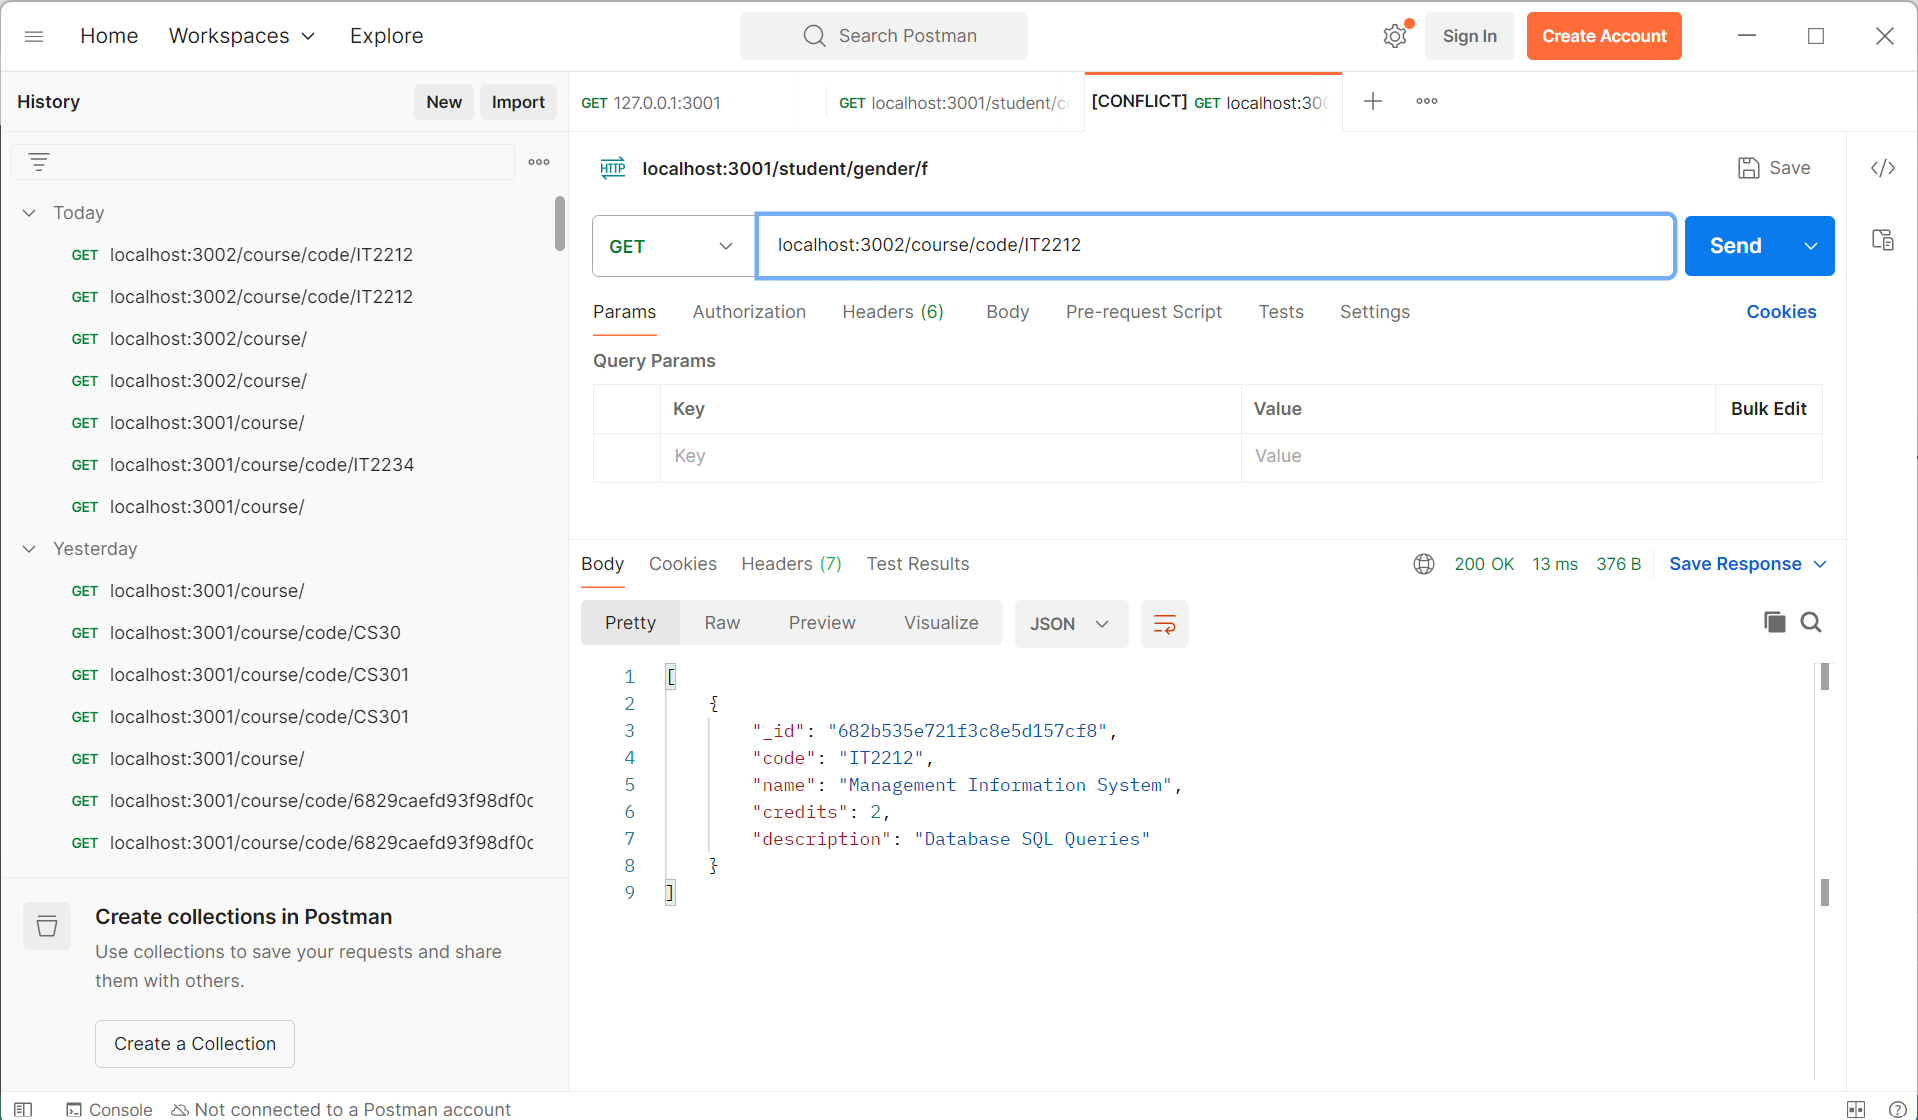 Home Workspaces Explore Search Postman Sign In Create Account
History New Import
GET 127.0.0.1:3001 GET localhost:3001/student/co [CONFLICT] GET localhost:300
Today
GET localhost:3002/course/code/IT2212
GET localhost:3002/course/code/IT2212
GET localhost:3002/course/
GET localhost:3002/course/
GET localhost:3001/course/
GET localhost:3001/course/code/IT2234
GET localhost:3001/course/
Yesterday
GET localhost:3001/course/
GET localhost:3001/course/code/CS30
GET localhost:3001/course/code/CS301
GET localhost:3001/course/code/CS301
GET localhost:3001/course/
GET localhost:3001/course/code/6829caefd93f98df0c
GET localhost:3001/course/code/6829caefd93f98df0c
Create collections in Postman
Use collections to save your requests and share
them with others.
Create a Collection
HTTP localhost:3001/student/gender/f Save </>
GET localhost:3002/course/code/IT2212 Send
Params Authorization Headers (6) Body Pre-request Script Tests Settings Cookies
Query Params
Key Value Bulk Edit
Key Value
Body Cookies Headers (7) Test Results 200 OK 13 ms 376 B Save Response
Pretty Raw Preview Visualize JSON
1 [
2 {
3 "_id": "682b535e721f3c8e5d157cf8",
4 "code": "IT2212",
5 "name": "Management Information System",
6 "credits": 2,
7 "description": "Database SQL Queries"
8 }
9 ]
Console Not connected to a Postman account